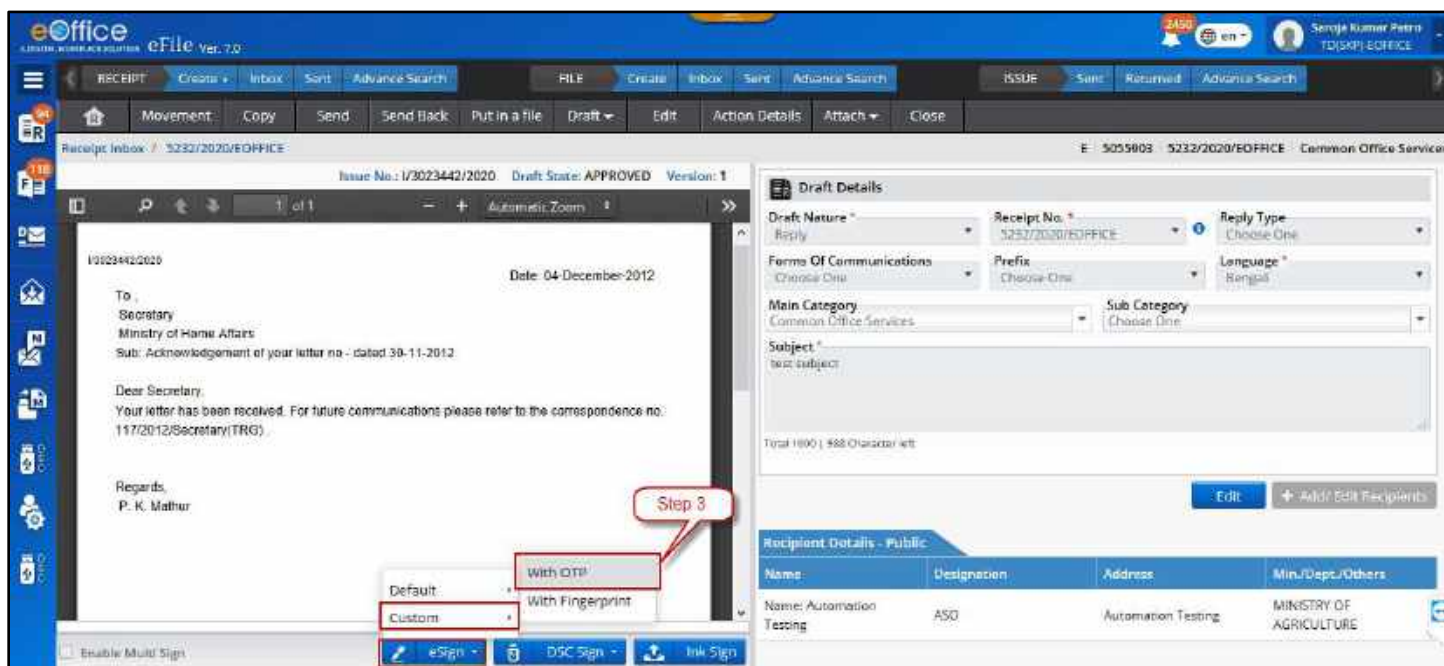 eOffice
eFile Ver. 7.0
2450
en
Saroja Kumar Patro
TD(SKP)-EOFFICE
RECEIPT Create Inbox Sent Advance Search FILE Create Inbox Sent Advance Search ISSUE Sent Returned Advance Search
Movement Copy Send Send Back Put in a file Draft Edit Action Details Attach Close
Receipt Inbox / 5232/2020/EOFFICE
E 5055903 5232/2020/EOFFICE Common Office Services
Issue No.: I/3023442/2020 Draft State: APPROVED Version: 1
1 of 1 Automatic Zoom
I/3023442/2020
Date: 04-December-2012
To ,
Secretary
Ministry of Home Affairs
Sub: Acknowledgement of your letter no - dated 30-11-2012
Dear Secretary,
Your letter has been received. For future communications please refer to the correspondence no.
117/2012/Secretary(TRG) .
Regards,
P. K. Mathur
Step 3
With OTP
With Fingerprint
Default
Custom
Enable Multi Sign
eSign
DSC Sign
Ink Sign
Draft Details
Draft Nature * Receipt No. * Reply Type
Reply 5232/2020/EOFFICE Choose One
Forms Of Communications Prefix Language *
Choose One Choose One Bengali
Main Category Sub Category
Common Office Services Choose One
Subject *
test subject
Total 1000 | 988 Character left
Edit + Add/ Edit Recipients
Recipient Details - Public
Name Designation Address Min./Dept./Others
Name: Automation Testing ASO Automation Testing MINISTRY OF AGRICULTURE